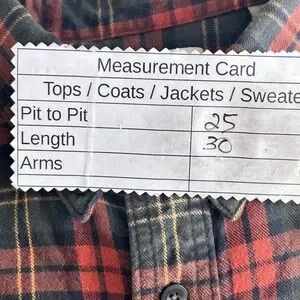 Measurement Card
Tops / Coats / Jackets / Sweate
Pit to Pit 25
Length 30
Arms